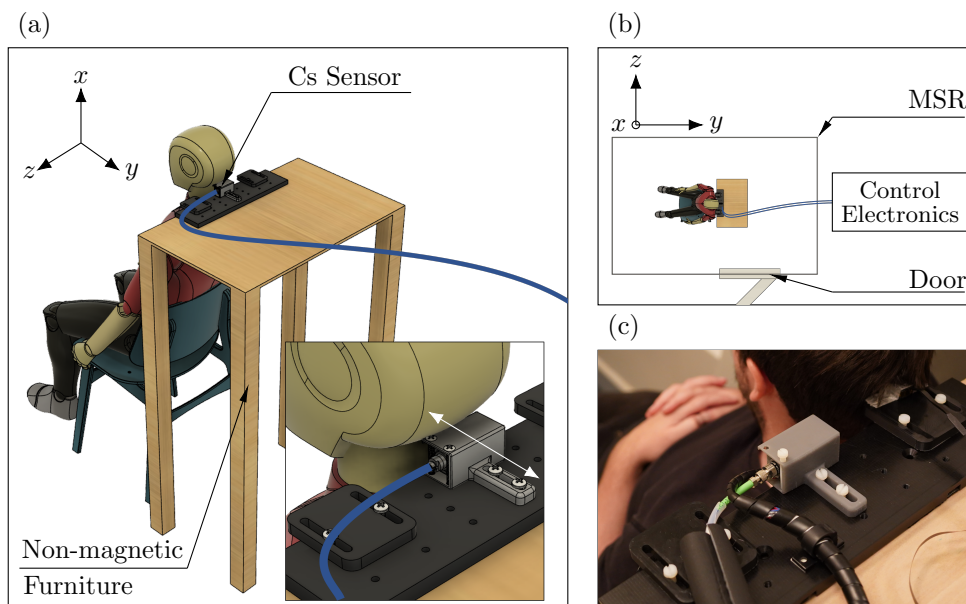 (a)
Cs Sensor
x
z
y
Non-magnetic
Furniture
(b)
z
x
y
MSR
Control
Electronics
Door
(c)